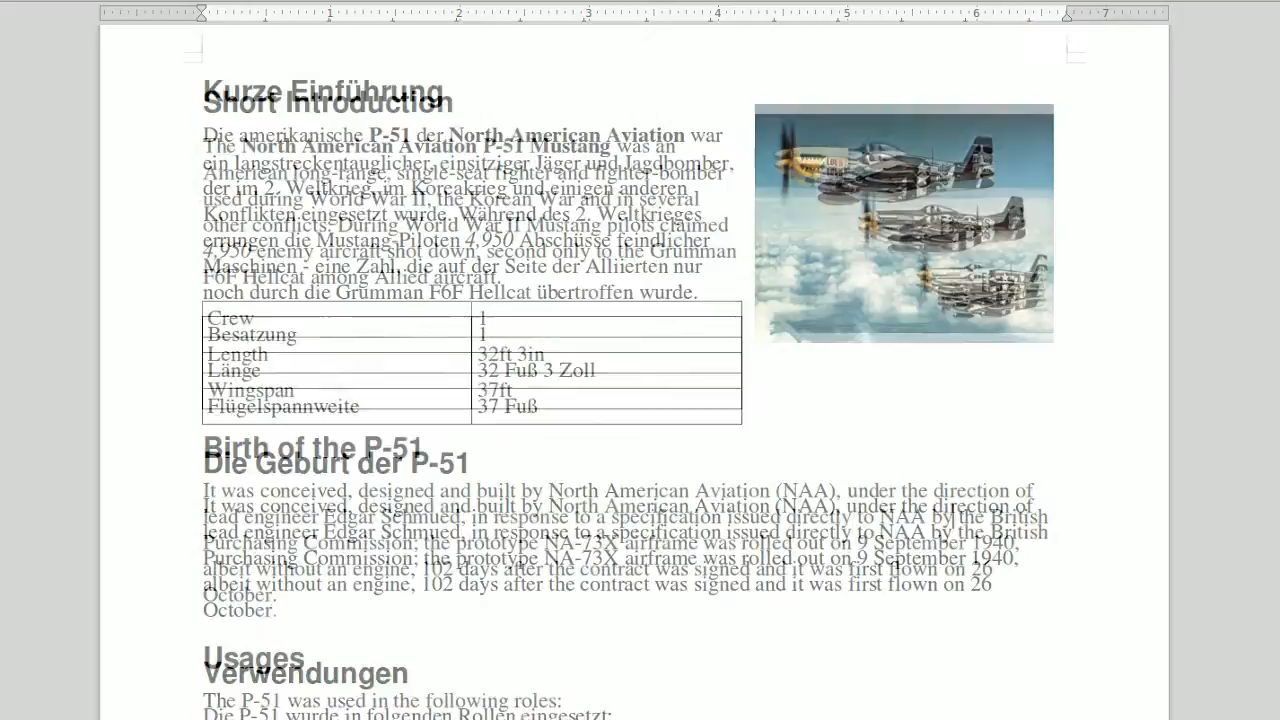 1 2 3 4 5 6 7
Kurze Einführung
Short Introduction
Die amerikanische P-51 der North American Aviation war
The North American Aviation P-51 Mustang was an
ein langstreckentauglicher, einsitziger Jäger und Jagdbomber,
American long-range, single-seat fighter and fighter-bomber
der im 2. Weltkrieg, im Koreakrieg und einigen anderen
used during World War II, the Korean War and in several
Konflikten eingesetzt wurde. Während des 2. Weltkrieges
other conflicts. During World War II Mustang pilots claimed
errangen die Mustang-Piloten 4,950 Abschüsse feindlicher
4,950 enemy aircraft shot down, second only to the Grumman
Maschinen - eine Zahl, die auf der Seite der Alliierten nur
F6F Hellcat among Allied aircraft.
noch durch die Grumman F6F Hellcat übertroffen wurde.
Crew 1
Besatzung 1
Length 32ft 3in
Länge 32 Fuß 3 Zoll
Wingspan 37ft
Flügelspannweite 37 Fuß
Birth of the P-51
Die Geburt der P-51
It was conceived, designed and built by North American Aviation (NAA), under the direction of
It was conceived, designed and built by North American Aviation (NAA), under the direction of
lead engineer Edgar Schmued, in response to a specification issued directly to NAA by the British
lead engineer Edgar Schmued, in response to a specification issued directly to NAA by the British
Purchasing Commission; the prototype NA-73X airframe was rolled out on 9 September 1940,
Purchasing Commission; the prototype NA-73X airframe was rolled out on 9 September 1940,
albeit without an engine, 102 days after the contract was signed and it was first flown on 26
albeit without an engine, 102 days after the contract was signed and it was first flown on 26
October.
October.
Usages
Verwendungen
The P-51 was used in the following roles:
Die P-51 wurde in folgenden Rollen eingesetzt: